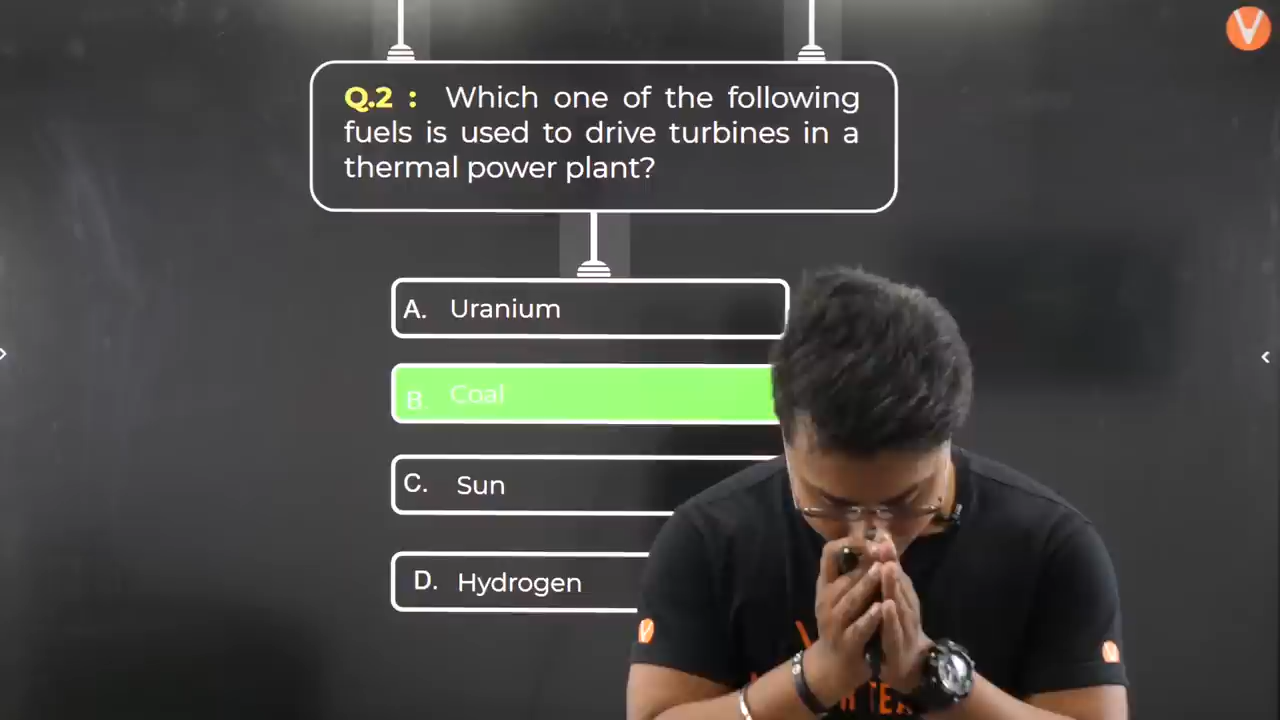 Q.2 : Which one of the following
fuels is used to drive turbines in a
thermal power plant?
A. Uranium
B. Coal
C. Sun
D. Hydrogen